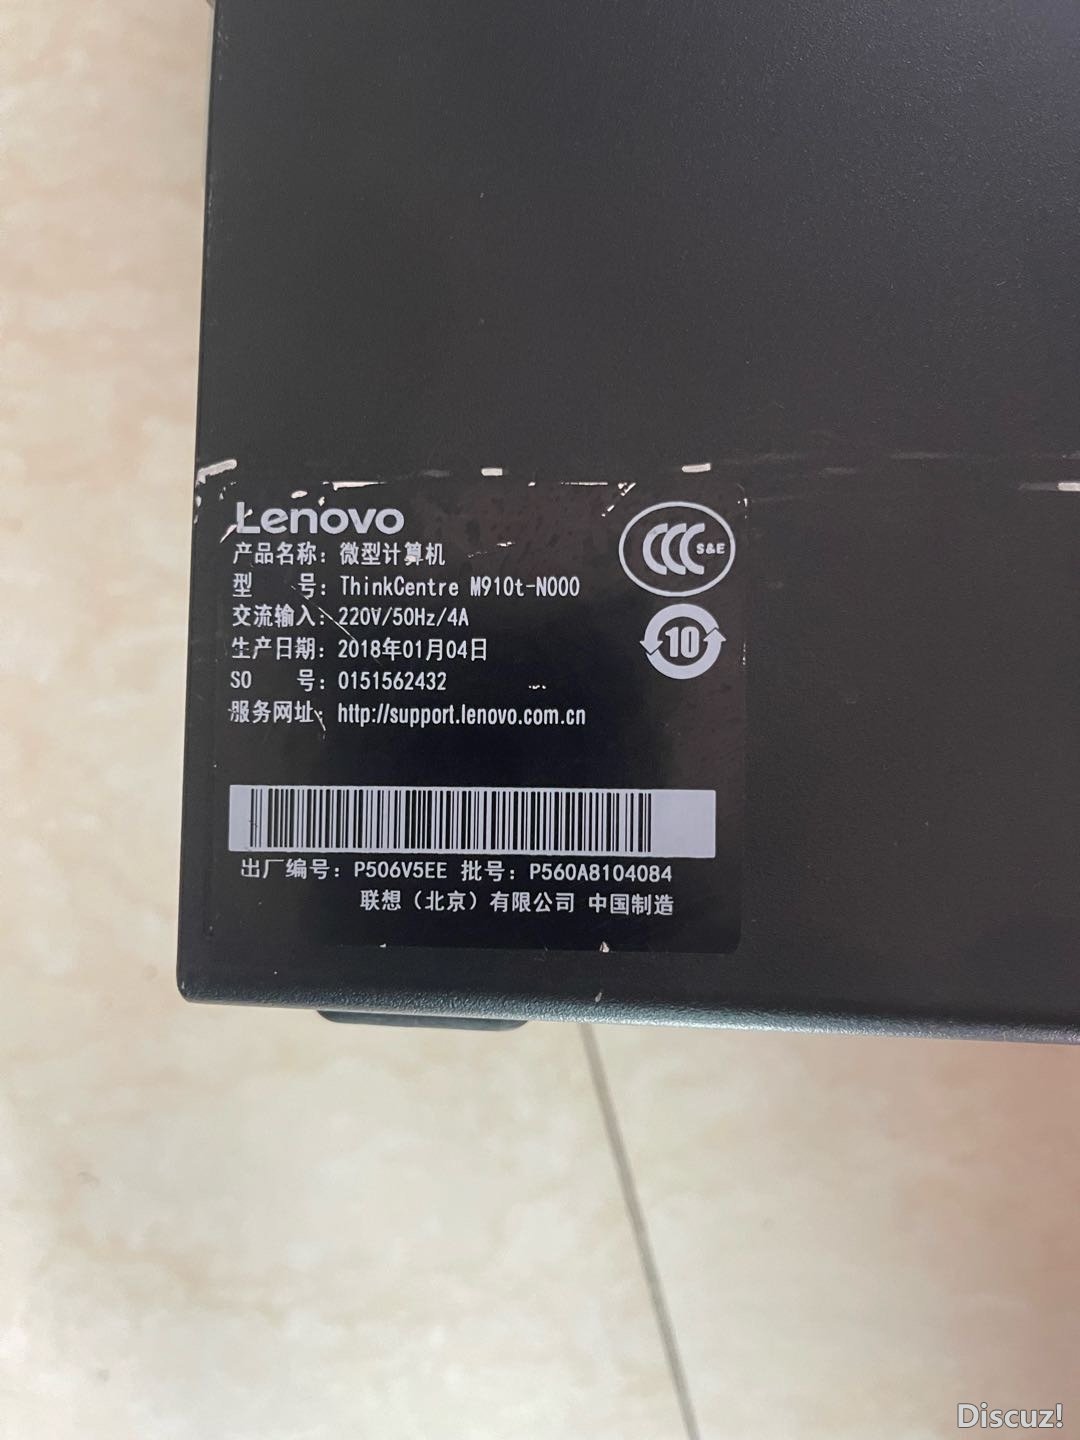 Lenovo
产品名称：微型计算机
型 号：ThinkCentre M910t-N000
交流输入：220V/50Hz/4A
生产日期：2018年01月04日
SO 号：0151562432
服务网址：http://support.lenovo.com.cn
CCC S&E
10
出厂编号：P506V5EE 批号：P560A8104084
联想（北京）有限公司 中国制造
Discuz!